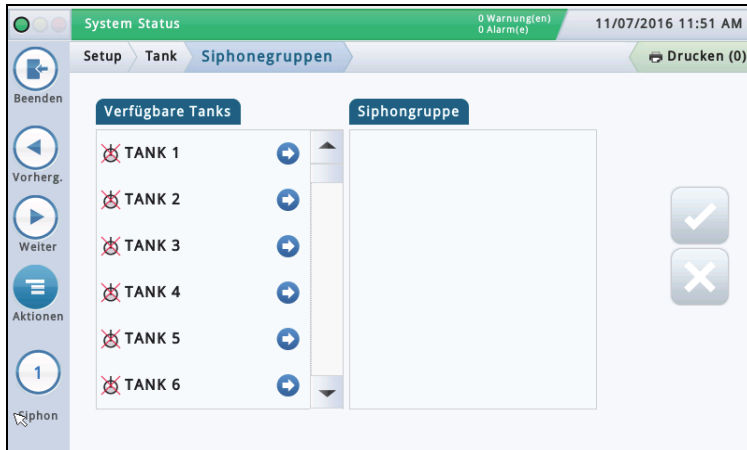 System Status
0 Warnung(en)
0 Alarm(e)
11/07/2016 11:51 AM
Setup Tank Siphonegruppen
Drucken (0)
Beenden
Vorherg.
Weiter
Aktionen
1
Siphon
Verfügbare Tanks
TANK 1
TANK 2
TANK 3
TANK 4
TANK 5
TANK 6
Siphongruppe